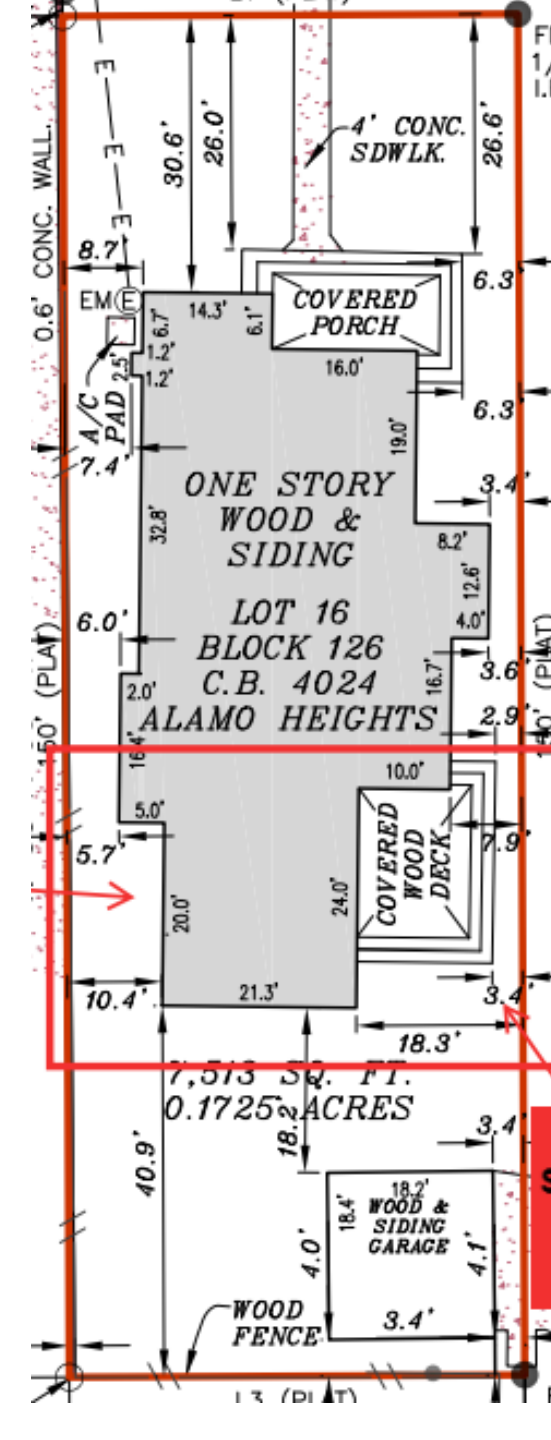 30.6'
26.0'
4' CONC.
SDWLK.
26.6'
0.6' CONC. WALL.
E
E
E
8.7'
EM E
14.3'
6.7'
6.1'
COVERED
PORCH
6.3'
1.2'
2.5'
1.2'
16.0'
A/C
PAD
6.3'
7.4'
19.0'
ONE STORY
WOOD &
SIDING
3.4'
32.8'
8.2'
12.6'
LOT 16
BLOCK 126
C.B. 4024
ALAMO HEIGHTS
6.0'
4.0'
3.6'
(PLAT)
2.0'
16.7'
2.9'
150' (PLAT)
16.4'
10.0'
5.0'
5.7'
COVERED
WOOD
DECK
7.9'
20.0'
24.0'
10.4'
21.3'
3.4'
18.3'
7,513 SQ. FT.
0.1725 ACRES
18.2'
40.9'
3.4'
18.2'
18.4'
WOOD &
SIDING
GARAGE
4.0'
4.1'
3.4'
WOOD
FENCE
L3 (PLAT)